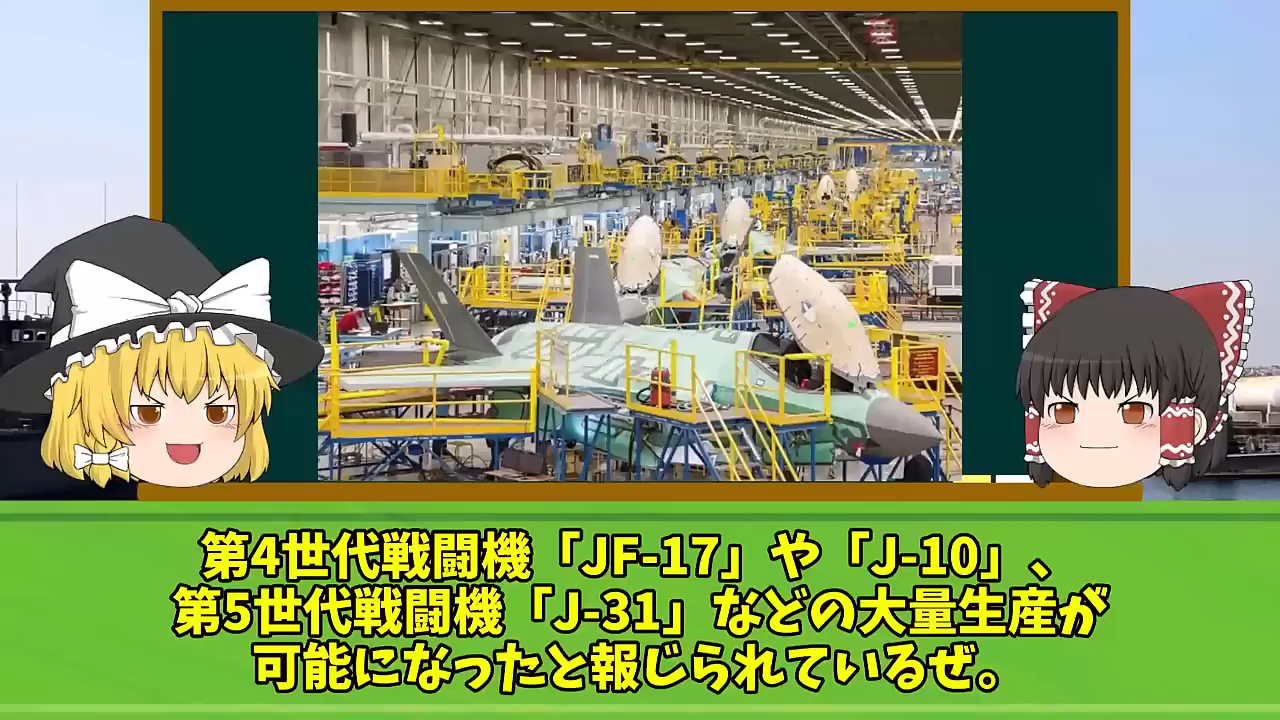 第4世代戦闘機「JF-17」や「J-10」、
第5世代戦闘機「J-31」などの大量生産が
可能になったと報じられているぜ。